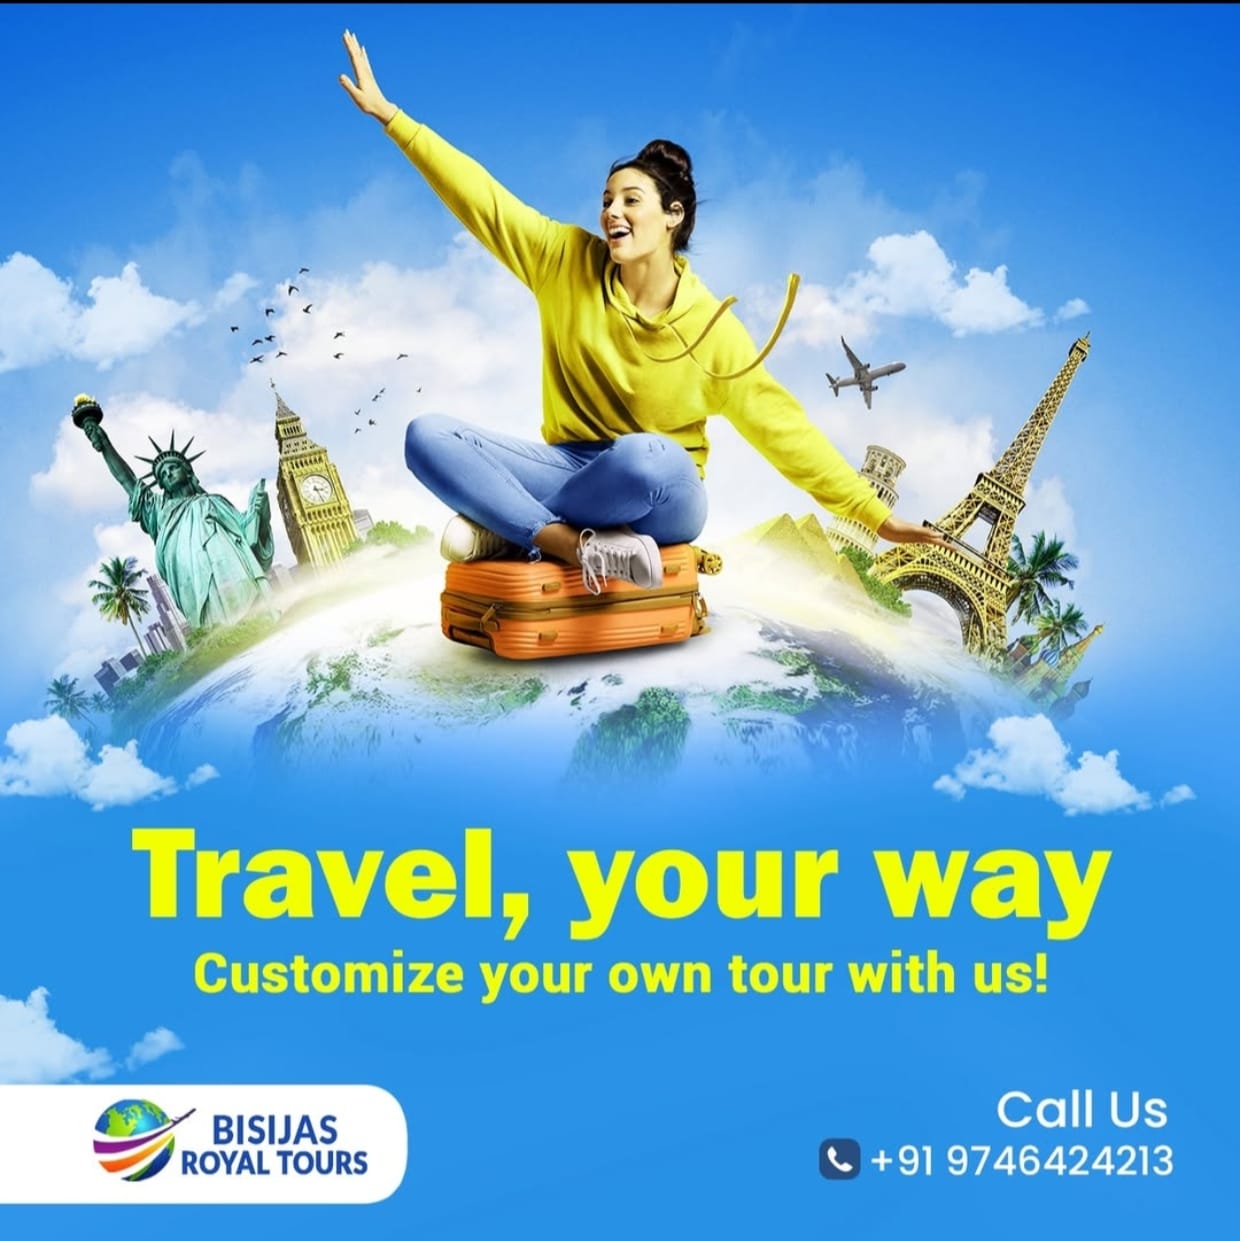 Travel, your way
Customize your own tour with us!
BISIJAS
ROYAL TOURS
Call Us
+91 9746424213